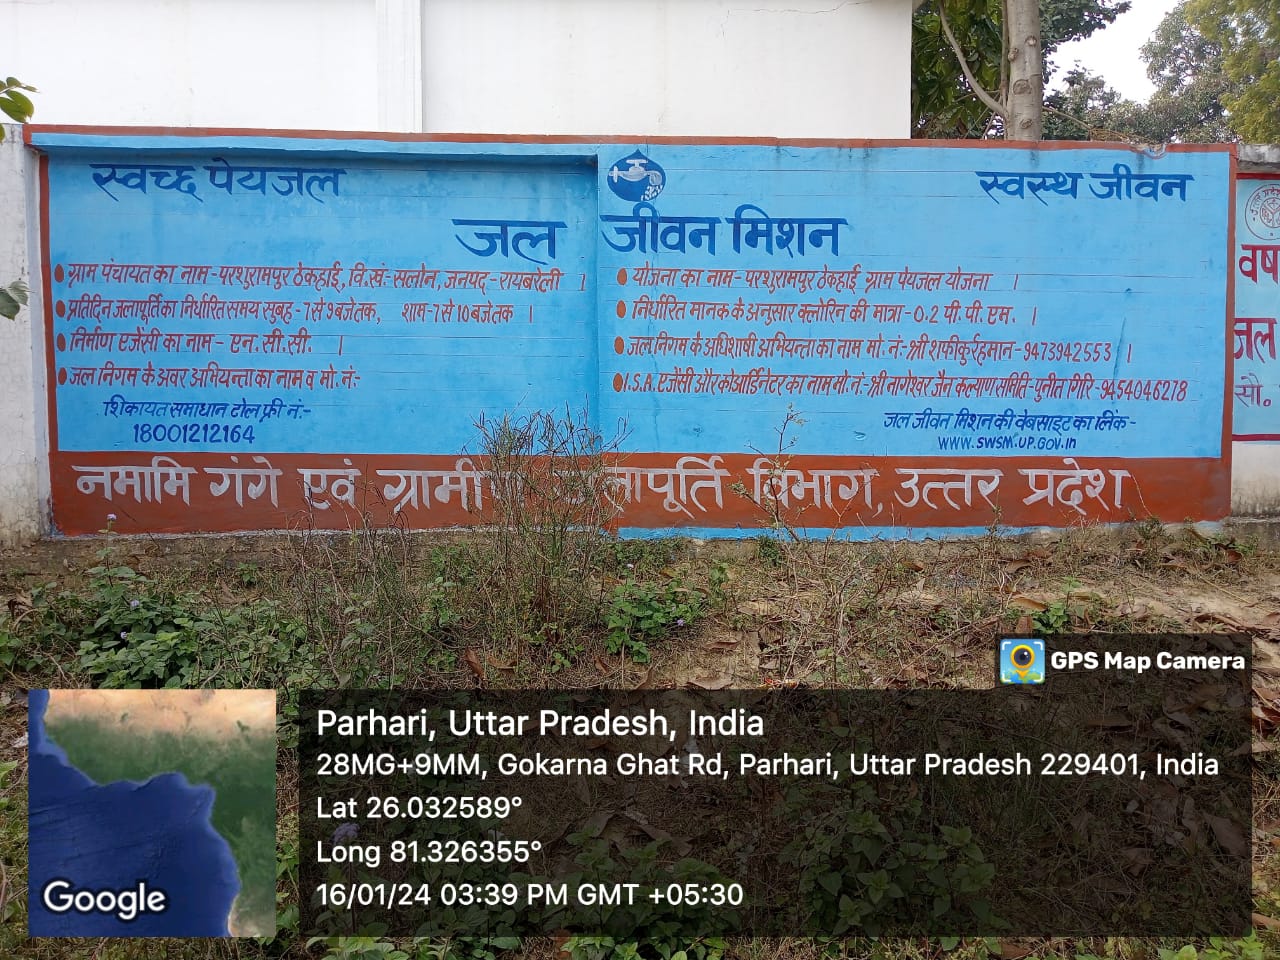 स्वच्छ पेयजल
स्वस्थ जीवन
जल जीवन मिशन
ग्राम पंचायत का नाम-परशुरामपुर ठेकहाई, वि.खं.-सलोन, जनपद-रायबरेली ।
प्रतिदिन जलापूर्ति का निर्धारित समय सुबह-7 से 9 बजे तक, शाम-7 से 10 बजे तक ।
निर्माण एजेंसी का नाम- एन. सी. सी. ।
जल निगम के अवर अभियन्ता का नाम व मो. नं:-
शिकायत समाधान टोल फ्री नं:-
18001212164
योजना का नाम-परशुरामपुर ठेकहाई ग्राम पेयजल योजना ।
निर्धारित मानक के अनुसार क्लोरिन की मात्रा-0.2 पी. पी. एम. ।
जल निगम के अधिशाषी अभियन्ता का नाम मो. नं:-श्री शफीकुर्रहमान-9473942553 ।
I.S.A. एजेंसी और कोआर्डिनेटर का नाम मो. नं-श्री नागेश्वर जैन कल्याण समिति-पुनीत गिरि-9454046278
जल जीवन मिशन की वेबसाइट का लिंक-
WWW.SWSM.UP.GOV.in
नमामि गंगे एवं ग्रामी लापूर्ति विभाग, उत्तर प्रदेश
वर्ष
जल
सो०
GPS Map Camera
Parhari, Uttar Pradesh, India
28MG+9MM, Gokarna Ghat Rd, Parhari, Uttar Pradesh 229401, India
Lat 26.032589°
Long 81.326355°
16/01/24 03:39 PM GMT +05:30
Google